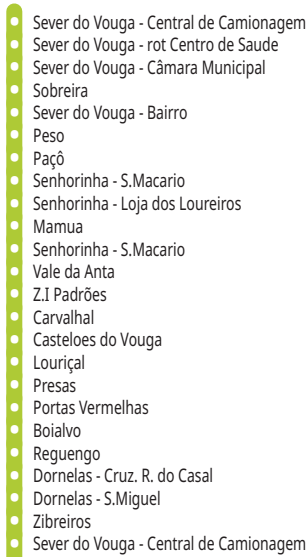 Sever do Vouga - Central de Camionagem
Sever do Vouga - rot Centro de Saude
Sever do Vouga - Câmara Municipal
Sobreira
Sever do Vouga - Bairro
Peso
Paçô
Senhorinha - S.Macario
Senhorinha - Loja dos Loureiros
Mamua
Senhorinha - S.Macario
Vale da Anta
Z.I Padrões
Carvalhal
Casteloes do Vouga
Louriçal
Presas
Portas Vermelhas
Boialvo
Reguengo
Dornelas - Cruz. R. do Casal
Dornelas - S.Miguel
Zibreiros
Sever do Vouga - Central de Camionagem